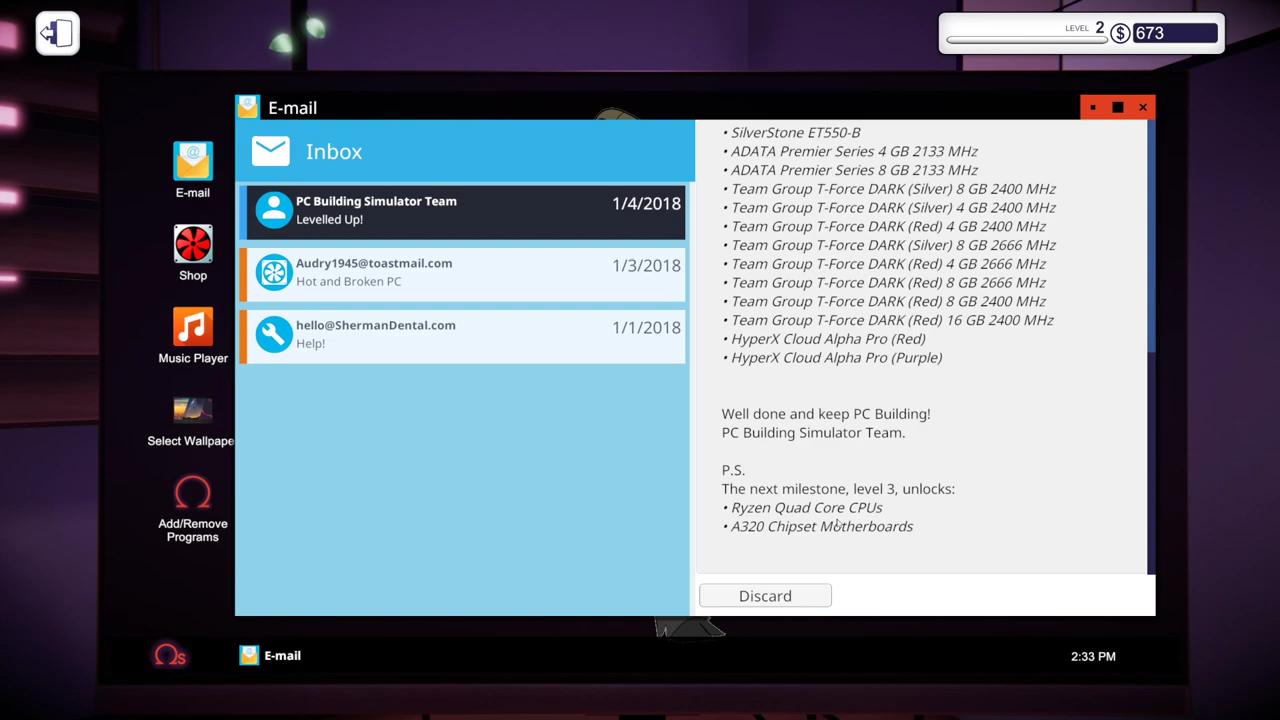 LEVEL 2 $ 673
E-mail
Inbox
PC Building Simulator Team 1/4/2018
Levelled Up!
Audry1945@toastmail.com 1/3/2018
Hot and Broken PC
hello@ShermanDental.com 1/1/2018
Help!
• SilverStone ET550-B
• ADATA Premier Series 4 GB 2133 MHz
• ADATA Premier Series 8 GB 2133 MHz
• Team Group T-Force DARK (Silver) 8 GB 2400 MHz
• Team Group T-Force DARK (Silver) 4 GB 2400 MHz
• Team Group T-Force DARK (Red) 4 GB 2400 MHz
• Team Group T-Force DARK (Silver) 8 GB 2666 MHz
• Team Group T-Force DARK (Red) 4 GB 2666 MHz
• Team Group T-Force DARK (Red) 8 GB 2666 MHz
• Team Group T-Force DARK (Red) 8 GB 2400 MHz
• Team Group T-Force DARK (Red) 16 GB 2400 MHz
• HyperX Cloud Alpha Pro (Red)
• HyperX Cloud Alpha Pro (Purple)
Well done and keep PC Building!
PC Building Simulator Team.
P.S.
The next milestone, level 3, unlocks:
• Ryzen Quad Core CPUs
• A320 Chipset Motherboards
Discard
E-mail
Shop
Music Player
Select Wallpape
Add/Remove
Programs
Ωs
E-mail
2:33 PM